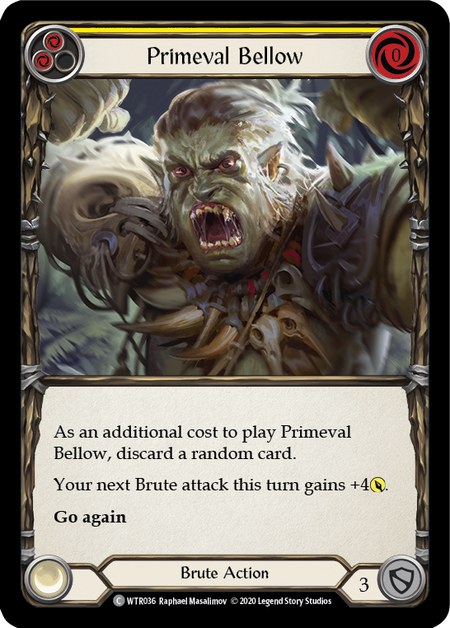 Primeval Bellow
0
As an additional cost to play Primeval
Bellow, discard a random card.
Your next Brute attack this turn gains +4.
Go again
Brute Action
3
C WTR036 Raphael Masalimov © 2020 Legend Story Studios